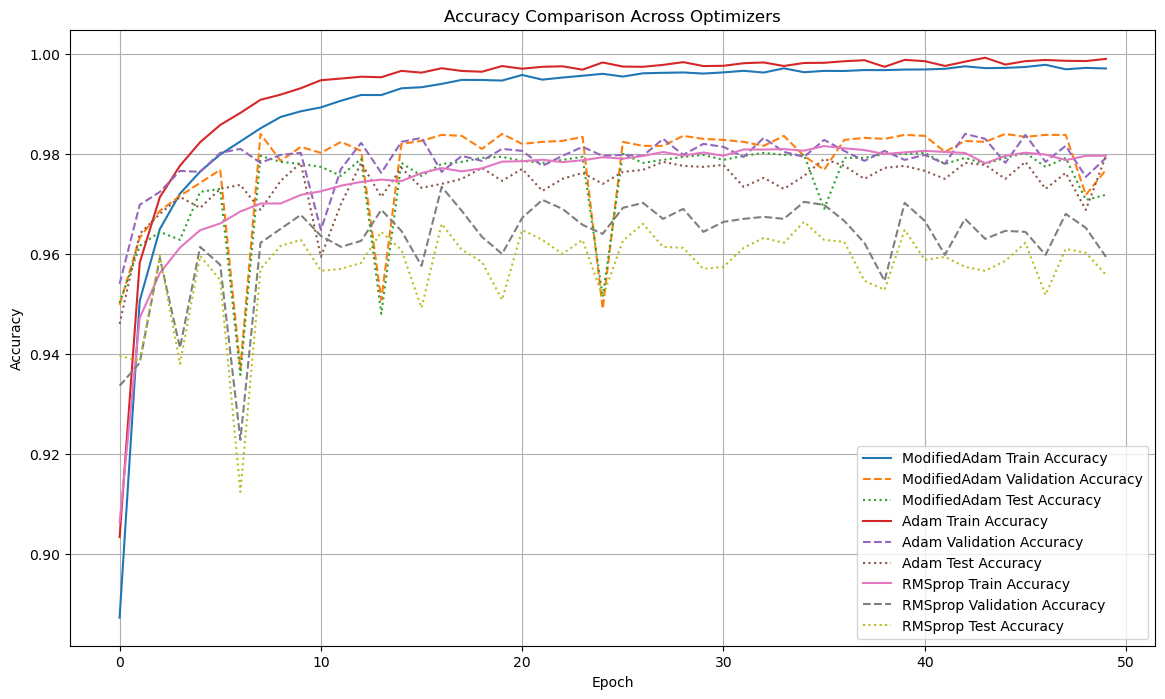 Accuracy Comparison Across Optimizers
1.00
0.98
0.96
0.94
0.92
0.90
Accuracy
0
10
20
30
40
50
Epoch
ModifiedAdam Train Accuracy
ModifiedAdam Validation Accuracy
ModifiedAdam Test Accuracy
Adam Train Accuracy
Adam Validation Accuracy
Adam Test Accuracy
RMSprop Train Accuracy
RMSprop Validation Accuracy
RMSprop Test Accuracy